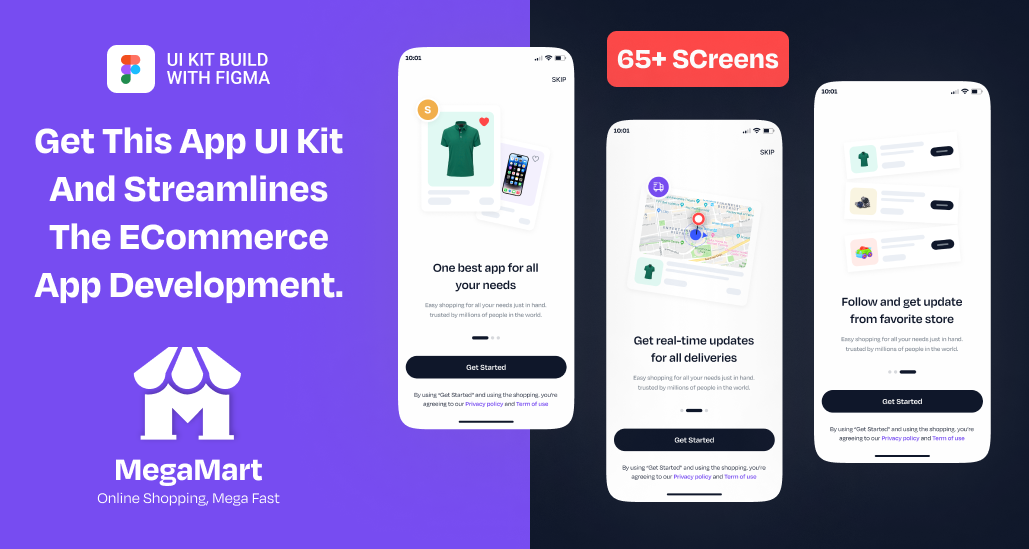 UI KIT BUILD
WITH FIGMA
Get This App UI Kit
And Streamlines
The ECommerce
App Development.
MegaMart
Online Shopping, Mega Fast
10:01
SKIP
S
One best app for all
your needs
Easy shopping for all your needs just in hand.
trusted by millions of people in the world.
Get Started
By using "Get Started" and using the shopping, you're
agreeing to our Privacy policy and Term of use
65+ SCreens
10:01
SKIP
Get real-time updates
for all deliveries
Easy shopping for all your needs just in hand.
trusted by millions of people in the world.
Get Started
By using "Get Started" and using the shopping, you're
agreeing to our Privacy policy and Term of use
10:01
Follow and get update
from favorite store
Easy shopping for all your needs just in hand.
trusted by millions of people in the world.
Get Started
By using "Get Started" and using the shopping, you're
agreeing to our Privacy policy and Term of use